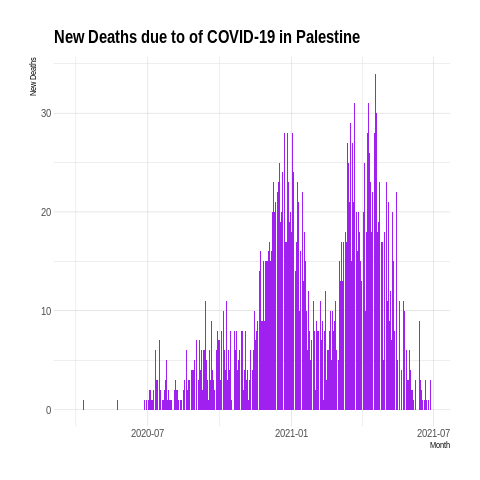 New Deaths due to of COVID-19 in Palestine
New Deaths
30
20
10
0
2020-07
2021-01
2021-07
Month